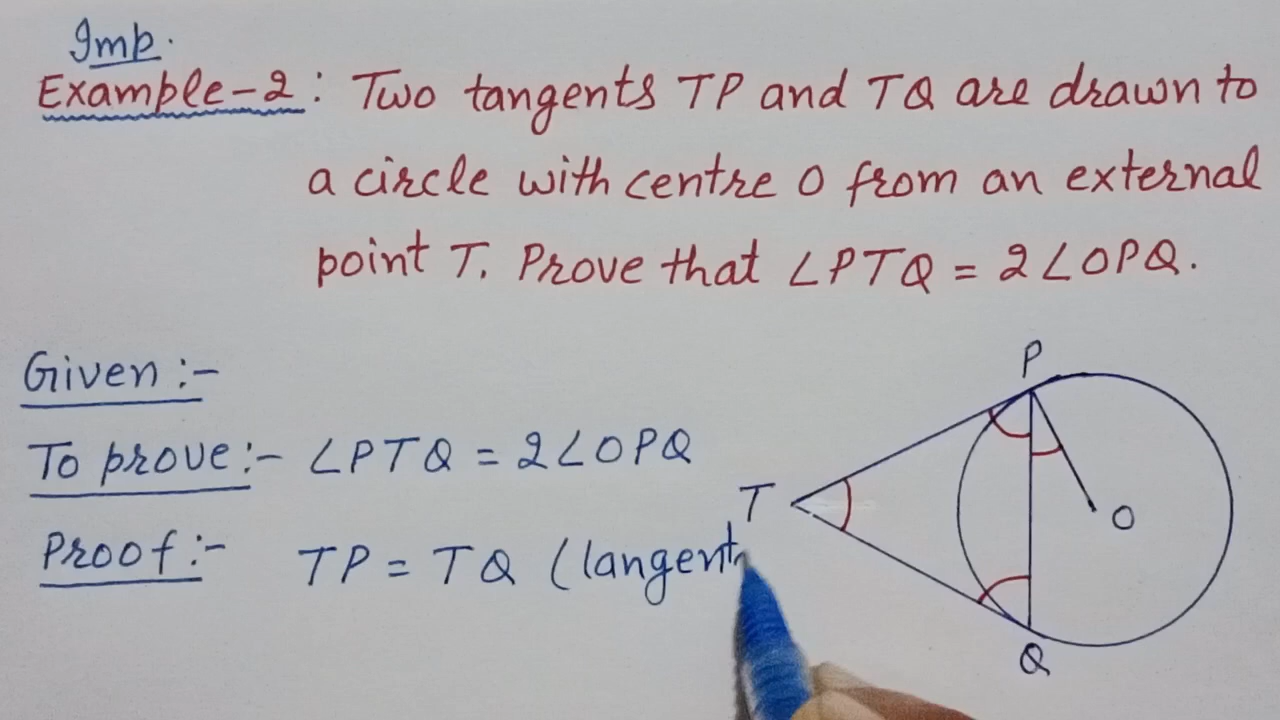 Imp.
Example-2: Two tangents TP and TQ are drawn to
a circle with centre O from an external
point T. Prove that ∠PTQ = 2∠OPQ.
Given :-
To prove:- ∠PTQ = 2∠OPQ
Proof :- TP = TQ (langent
P
T
O
Q